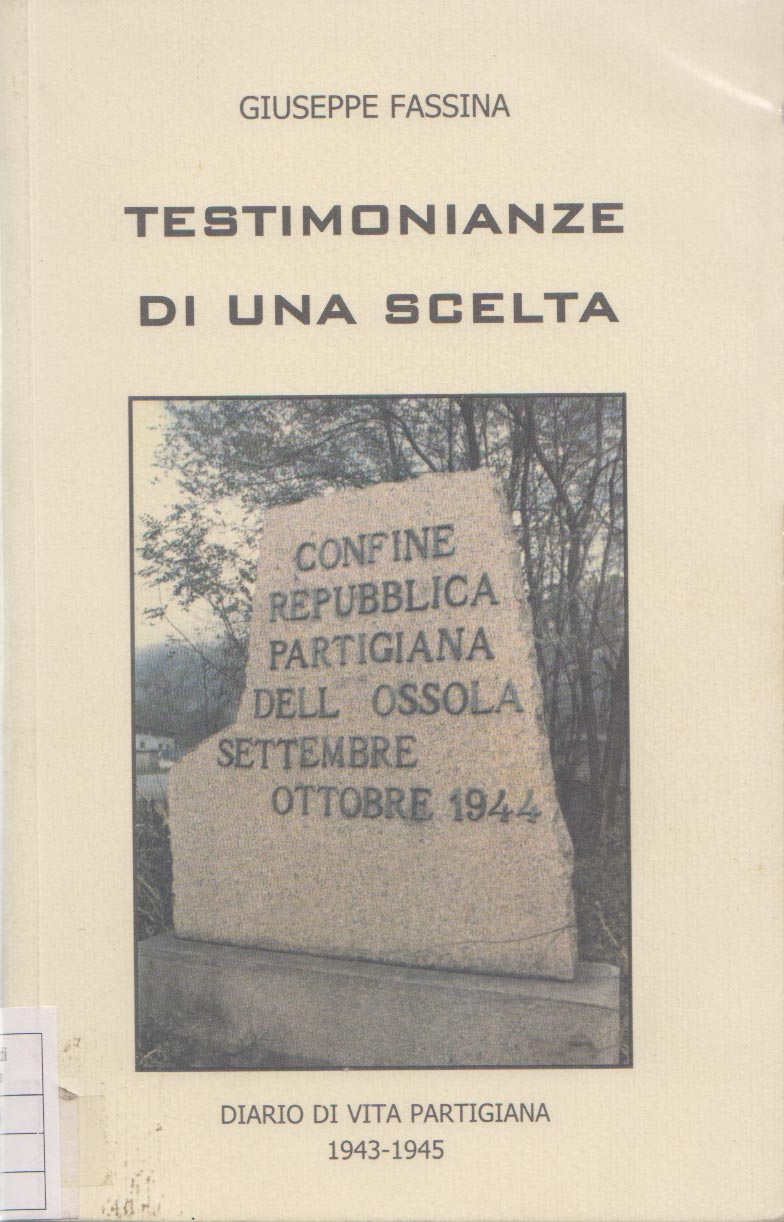 GIUSEPPE FASSINA
TESTIMONIANZE
DI UNA SCELTA
CONFINE
REPUBBLICA
PARTIGIANA
DELL' OSSOLA
SETTEMBRE
OTTOBRE 1944
DIARIO DI VITA PARTIGIANA
1943-1945